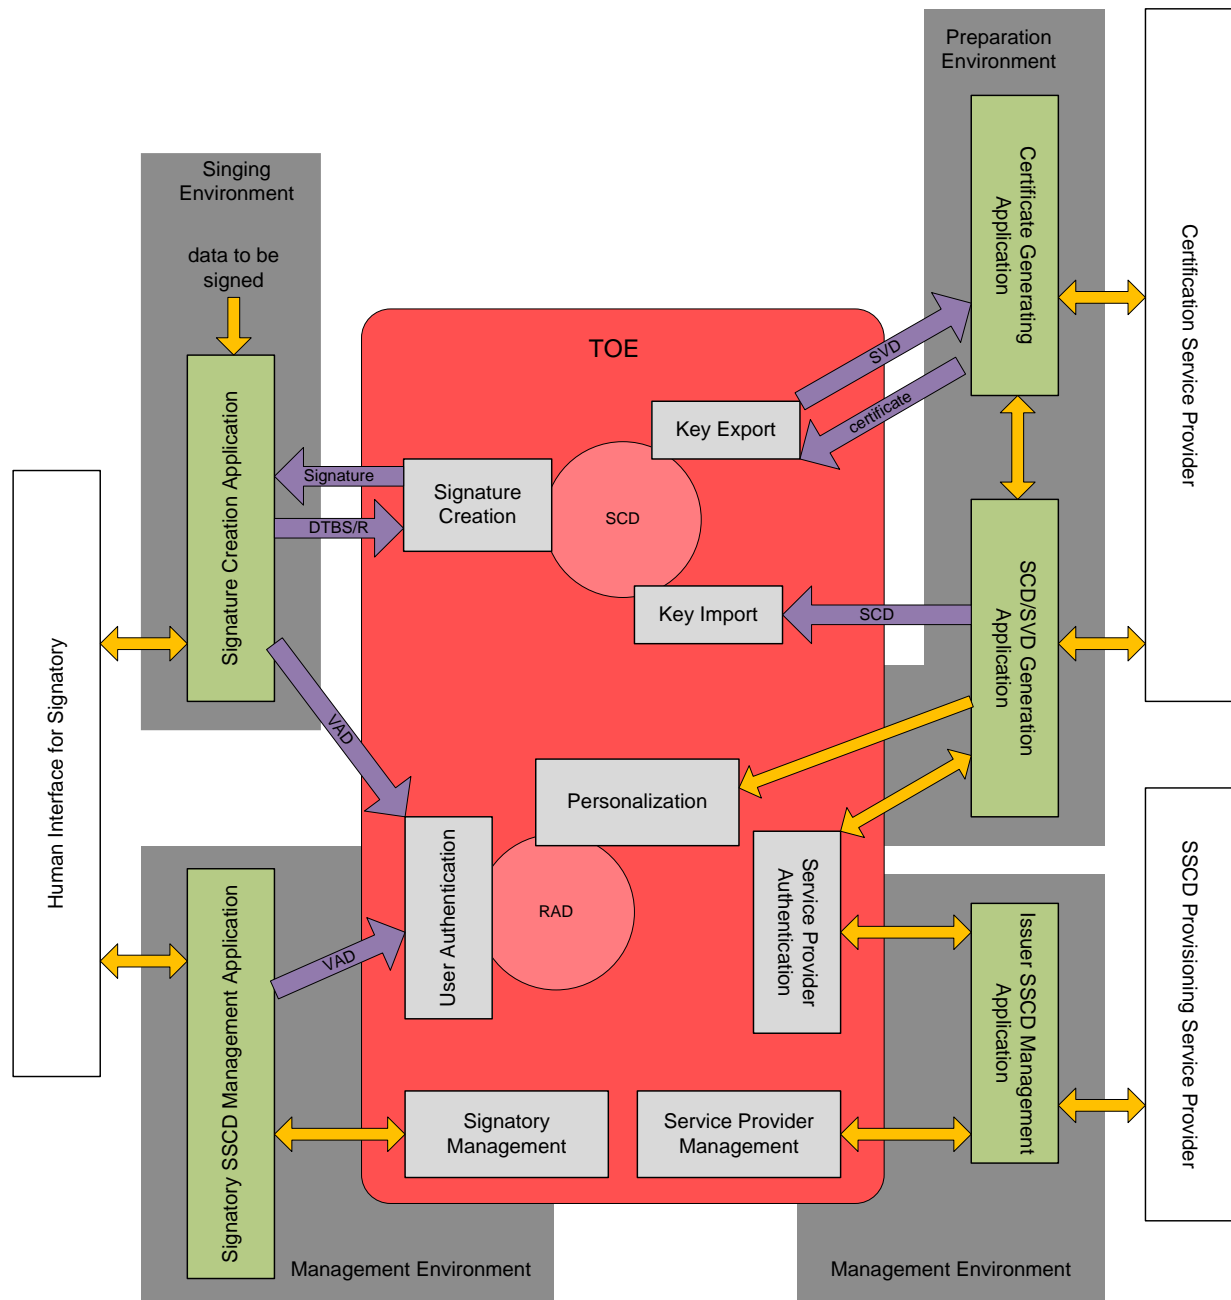 Preparation
Environment
Certificate Generating
Application
Certification Service Provider
Singing
Environment
data to be
signed
Signature Creation Application
Human Interface for Signatory
TOE
SVD
certificate
Key Export
Signature
DTBS/R
Signature
Creation
SCD
Key Import
SCD
SCD/SVD Generation
Application
VAD
Personalization
User Authentication
RAD
Service Provider
Authentication
VAD
Signatory SSCD Management Application
Issuer SSCD Management
Application
SSCD Provisioning Service Provider
Signatory
Management
Service Provider
Management
Management Environment
Management Environment